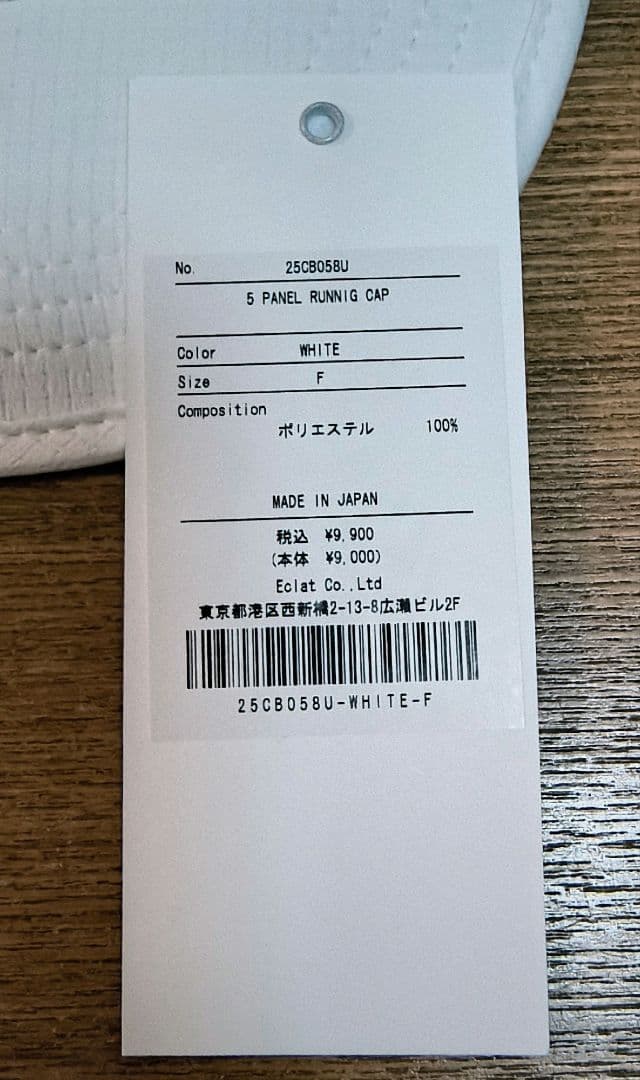 No. 25CB058U
5 PANEL RUNNIG CAP
Color WHITE
Size F
Composition
ポリエステル 100%
MADE IN JAPAN
税込 ¥9,900
(本体 ¥9,000)
Eclat Co.,Ltd
東京都港区西新橋2-13-8広瀬ビル2F
25CB058U-WHITE-F